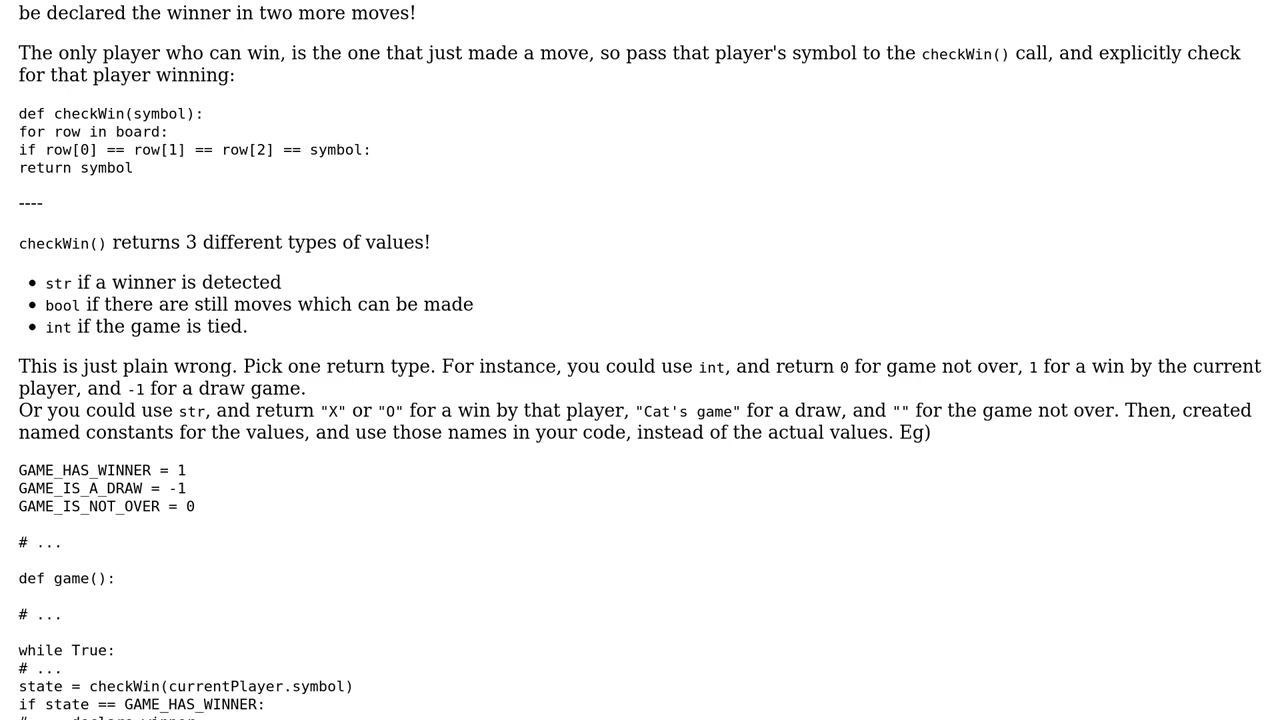 be declared the winner in two more moves!
The only player who can win, is the one that just made a move, so pass that player's symbol to the checkWin() call, and explicitly check
for that player winning:
def checkWin(symbol):
for row in board:
if row[0] == row[1] == row[2] == symbol:
return symbol
----
checkWin() returns 3 different types of values!
• str if a winner is detected
• bool if there are still moves which can be made
• int if the game is tied.
This is just plain wrong. Pick one return type. For instance, you could use int, and return 0 for game not over, 1 for a win by the current
player, and -1 for a draw game.
Or you could use str, and return "X" or "O" for a win by that player, "Cat's game" for a draw, and "" for the game not over. Then, created
named constants for the values, and use those names in your code, instead of the actual values. Eg)
GAME_HAS_WINNER = 1
GAME_IS_A_DRAW = -1
GAME_IS_NOT_OVER = 0
# ...
def game():
# ...
while True:
# ...
state = checkWin(currentPlayer.symbol)
if state == GAME_HAS_WINNER: